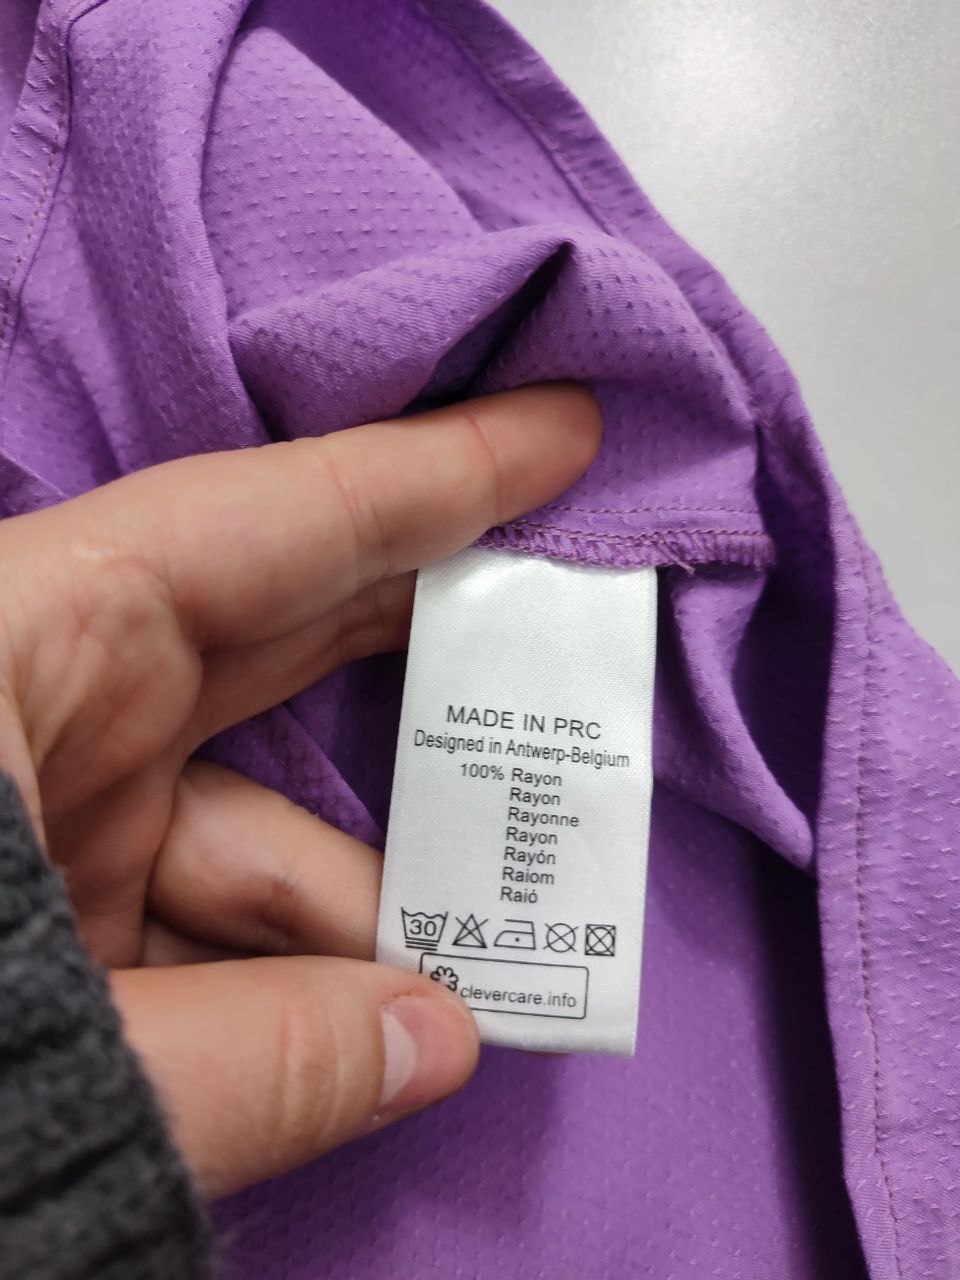 MADE IN PRC
Designed in Antwerp-Belgium
100% Rayon
Rayon
Rayonne
Rayon
Rayón
Raiom
Raió
30
clevercare.info